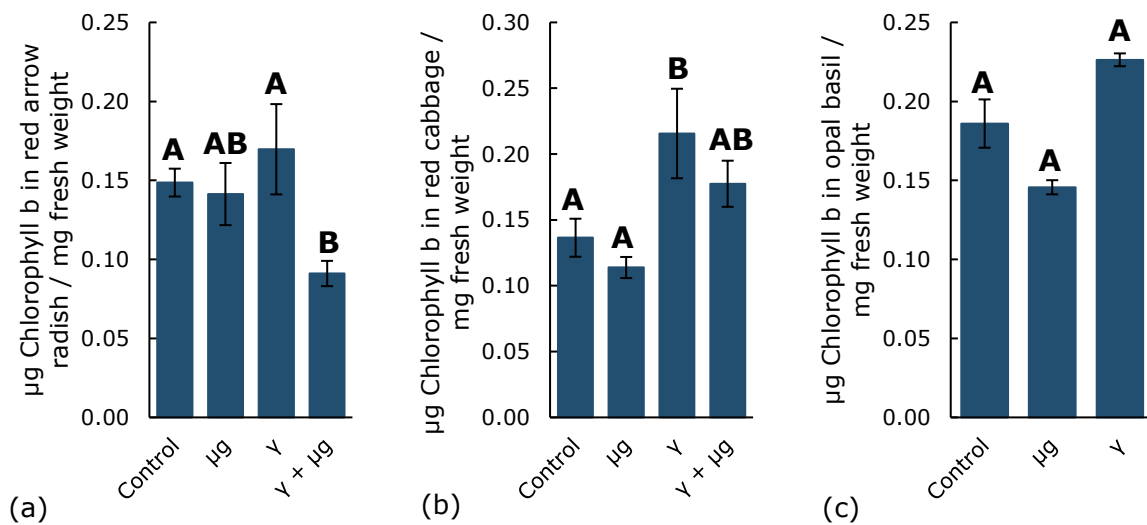 µg Chlorophyll b in red arrow
radish / mg fresh weight
0.25
0.20
0.15
0.10
0.05
0.00
A
AB
A
B
Control
µg
γ
γ + µg
(a)
µg Chlorophyll b in red cabbage /
mg fresh weight
0.30
0.25
0.20
0.15
0.10
0.05
0.00
A
A
B
AB
Control
µg
γ
γ + µg
(b)
µg Chlorophyll b in opal basil /
mg fresh weight
0.25
0.20
0.15
0.10
0.05
0.00
A
A
A
Control
µg
γ
(c)